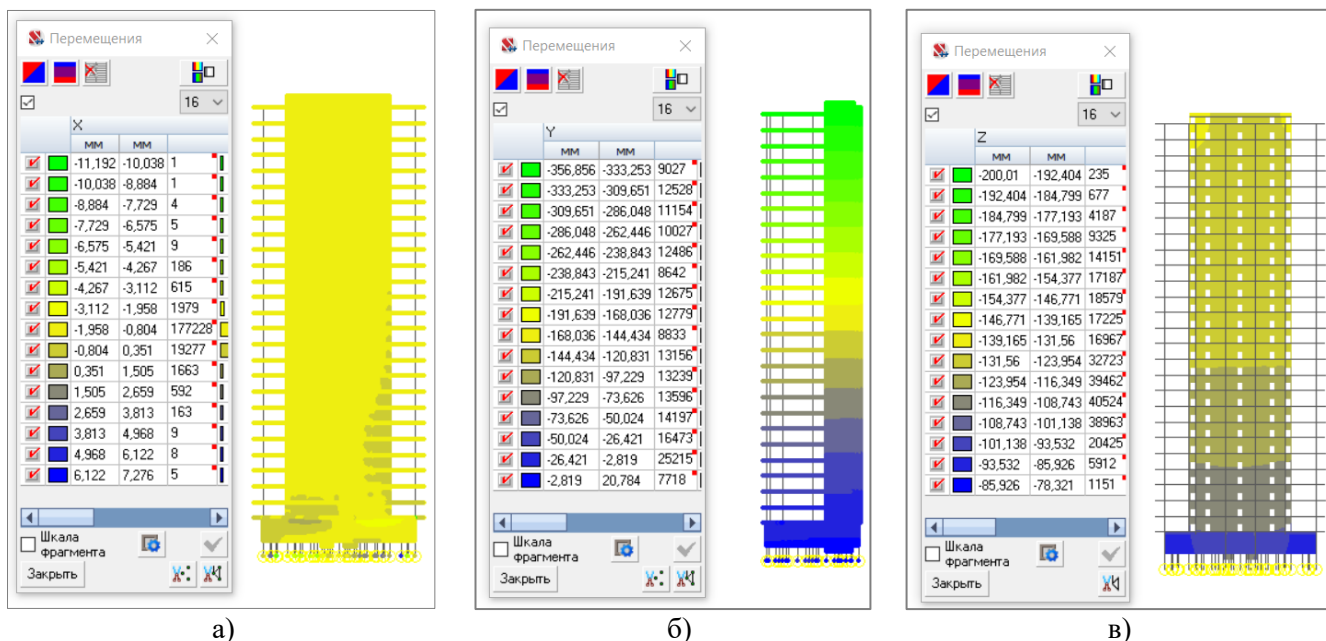 Перемещения
16
X
мм мм
-11,192 -10,038 1
-10,038 -8,884 1
-8,884 -7,729 4
-7,729 -6,575 5
-6,575 -5,421 9
-5,421 -4,267 186
-4,267 -3,112 615
-3,112 -1,958 1979
-1,958 -0,804 177228
-0,804 0,351 19277
0,351 1,505 1663
1,505 2,659 592
2,659 3,813 163
3,813 4,968 9
4,968 6,122 8
6,122 7,276 5
Шкала
фрагмента
Закрыть
а)
Перемещения
16
Y
мм мм
-356,856 -333,253 9027
-333,253 -309,651 12528
-309,651 -286,048 11154
-286,048 -262,446 10027
-262,446 -238,843 12486
-238,843 -215,241 8642
-215,241 -191,639 12675
-191,639 -168,036 12779
-168,036 -144,434 8833
-144,434 -120,831 13156
-120,831 -97,229 13239
-97,229 -73,626 13596
-73,626 -50,024 14197
-50,024 -26,421 16473
-26,421 -2,819 25215
-2,819 20,784 7718
Шкала
фрагмента
Закрыть
б)
Перемещения
16
Z
мм мм
-200,01 -192,404 235
-192,404 -184,799 677
-184,799 -177,193 4187
-177,193 -169,588 9325
-169,588 -161,982 14151
-161,982 -154,377 17187
-154,377 -146,771 18579
-146,771 -139,165 17225
-139,165 -131,56 16967
-131,56 -123,954 32723
-123,954 -116,349 39462
-116,349 -108,743 40524
-108,743 -101,138 38963
-101,138 -93,532 20425
-93,532 -85,926 5912
-85,926 -78,321 1151
Шкала
фрагмента
Закрыть
в)